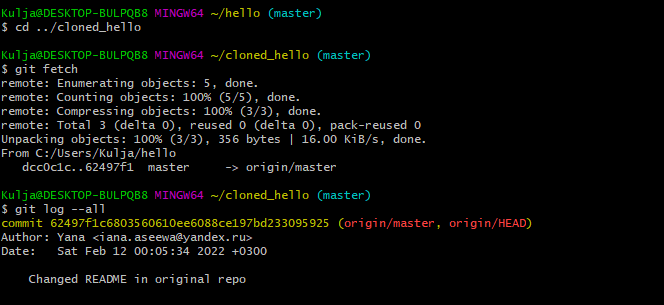 Kulja@DESKTOP-BULPQB8 MINGW64 ~/hello (master)
$ cd ../cloned_hello
Kulja@DESKTOP-BULPQB8 MINGW64 ~/cloned_hello (master)
$ git fetch
remote: Enumerating objects: 5, done.
remote: Counting objects: 100% (5/5), done.
remote: Compressing objects: 100% (3/3), done.
remote: Total 3 (delta 0), reused 0 (delta 0), pack-reused 0
Unpacking objects: 100% (3/3), 356 bytes | 16.00 KiB/s, done.
From C:/Users/Kulja/hello
   dcc0c1c..62497f1  master     -> origin/master
Kulja@DESKTOP-BULPQB8 MINGW64 ~/cloned_hello (master)
$ git log --all
commit 62497f1c6803560610ee6088ce197bd233095925 (origin/master, origin/HEAD)
Author: Yana <iana.aseewa@yandex.ru>
Date:   Sat Feb 12 00:05:34 2022 +0300
    Changed README in original repo